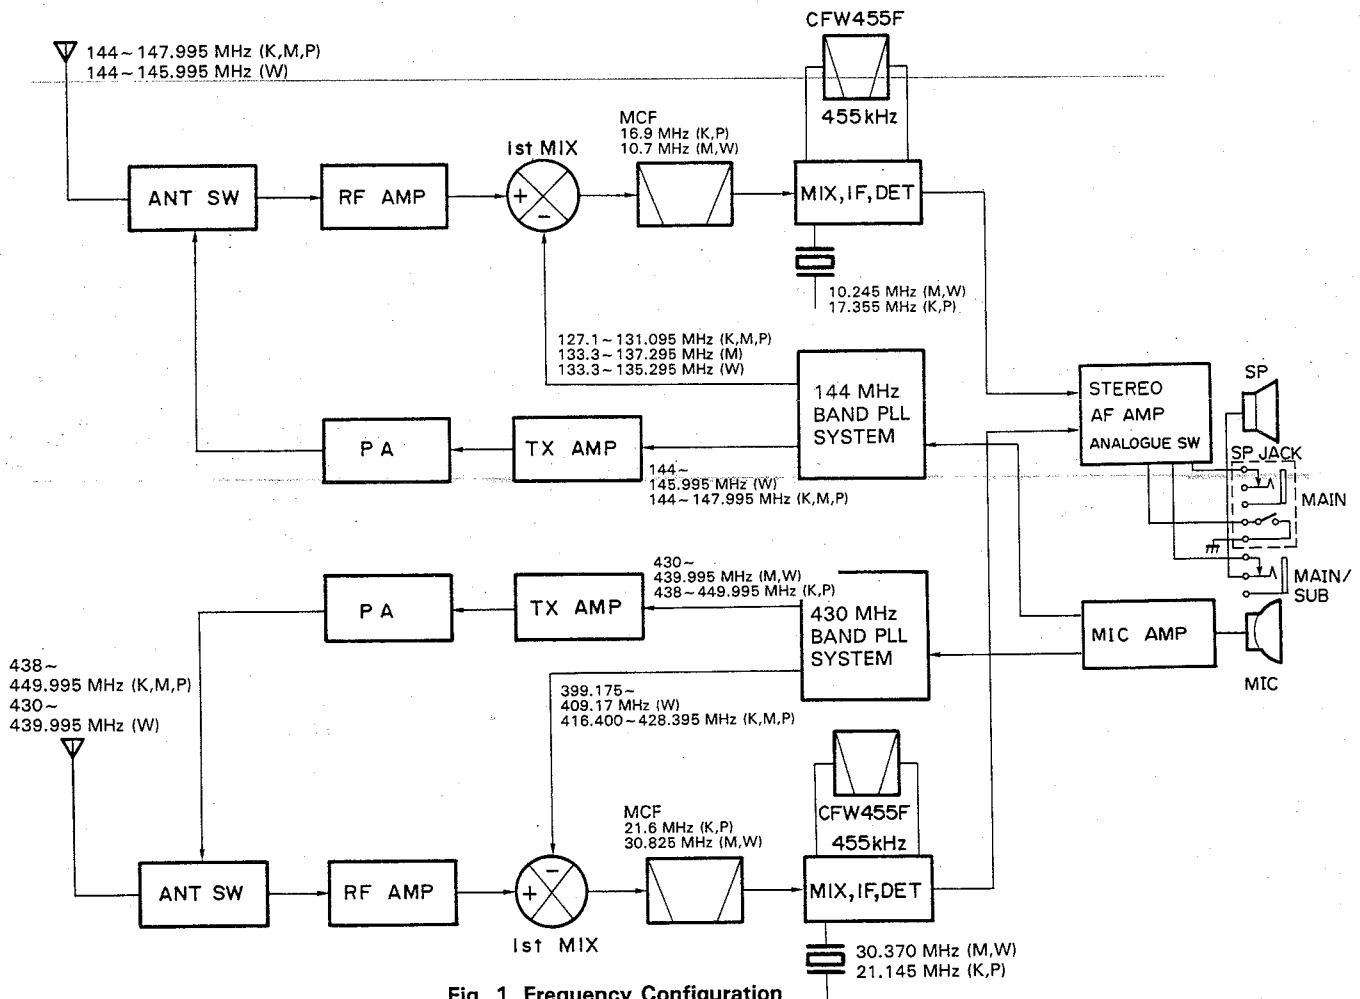 CFW455F
144~147.995 MHz (K,M,P)
144~145.995 MHz (W)
455kHz
MCF
16.9 MHz (K,P)
10.7 MHz (M,W)
1st MIX
ANT SW
RF AMP
+
−
MIX,IF,DET
10.245 MHz (M,W)
17.355 MHz (K,P)
127.1~131.095 MHz (K,M,P)
133.3~137.295 MHz (M)
133.3~135.295 MHz (W)
144 MHz
BAND PLL
SYSTEM
STEREO
AF AMP
ANALOGUE SW
SP
SP JACK
MAIN
PA
TX AMP
144~
145.995 MHz (W)
144~147.995 MHz (K,M,P)
MAIN/
SUB
430~
439.995 MHz (M,W)
438~449.995 MHz (K,P)
PA
TX AMP
430 MHz
BAND PLL
SYSTEM
MIC AMP
MIC
438~
449.995 MHz (K,M,P)
430~
439.995 MHz (W)
399.175~
409.17 MHz (W)
416.400~428.395 MHz (K,M,P)
MCF
21.6 MHz (K,P)
30.825 MHz (M,W)
CFW455F
455kHz
ANT SW
RF AMP
+
−
1st MIX
MIX,IF,DET
30.370 MHz (M,W)
21.145 MHz (K,P)
Fig. 1 Frequency Configuration